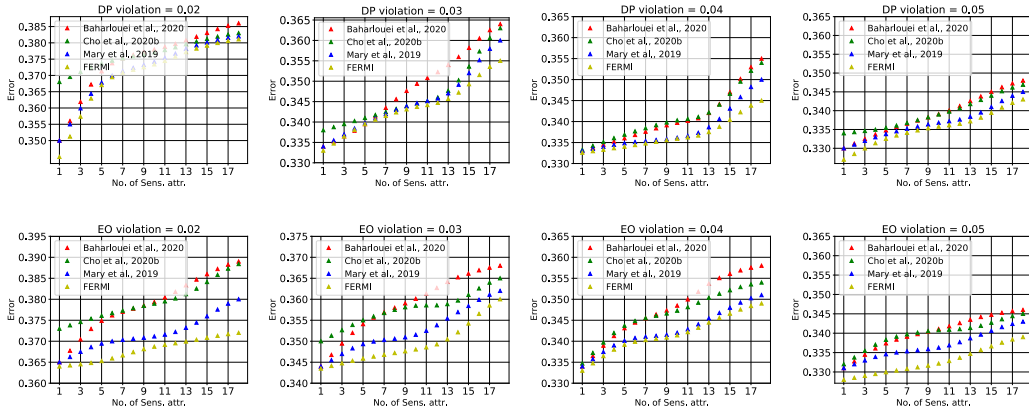 DP violation = 0.02
0.385
0.380
0.375
0.370
0.365
0.360
0.355
0.350
Error
1 3 5 7 9 11 13 15 17
No. of Sens. attr.
Baharlouei et al., 2020
Cho et al., 2020b
Mary et al., 2019
FERMI
DP violation = 0.03
0.365
0.360
0.355
0.350
0.345
0.340
0.335
0.330
Error
1 3 5 7 9 11 13 15 17
No. of Sens. attr.
Baharlouei et al., 2020
Cho et al., 2020b
Mary et al., 2019
FERMI
DP violation = 0.04
0.365
0.360
0.355
0.350
0.345
0.340
0.335
0.330
Error
1 3 5 7 9 11 13 15 17
No. of Sens. attr.
Baharlouei et al., 2020
Cho et al., 2020b
Mary et al., 2019
FERMI
DP violation = 0.05
0.365
0.360
0.355
0.350
0.345
0.340
0.335
0.330
Error
1 3 5 7 9 11 13 15 17
No. of Sens. attr.
Baharlouei et al., 2020
Cho et al., 2020b
Mary et al., 2019
FERMI
EO violation = 0.02
0.395
0.390
0.385
0.380
0.375
0.370
0.365
0.360
Error
1 3 5 7 9 11 13 15 17
No. of Sens. attr.
Baharlouei et al., 2020
Cho et al., 2020b
Mary et al., 2019
FERMI
EO violation = 0.03
0.375
0.370
0.365
0.360
0.355
0.350
0.345
0.340
Error
1 3 5 7 9 11 13 15 17
No. of Sens. attr.
Baharlouei et al., 2020
Cho et al., 2020b
Mary et al., 2019
FERMI
EO violation = 0.04
0.365
0.360
0.355
0.350
0.345
0.340
0.335
0.330
Error
1 3 5 7 9 11 13 15 17
No. of Sens. attr.
Baharlouei et al., 2020
Cho et al., 2020b
Mary et al., 2019
FERMI
EO violation = 0.05
0.365
0.360
0.355
0.350
0.345
0.340
0.335
0.330
Error
1 3 5 7 9 11 13 15 17
No. of Sens. attr.
Baharlouei et al., 2020
Cho et al., 2020b
Mary et al., 2019
FERMI